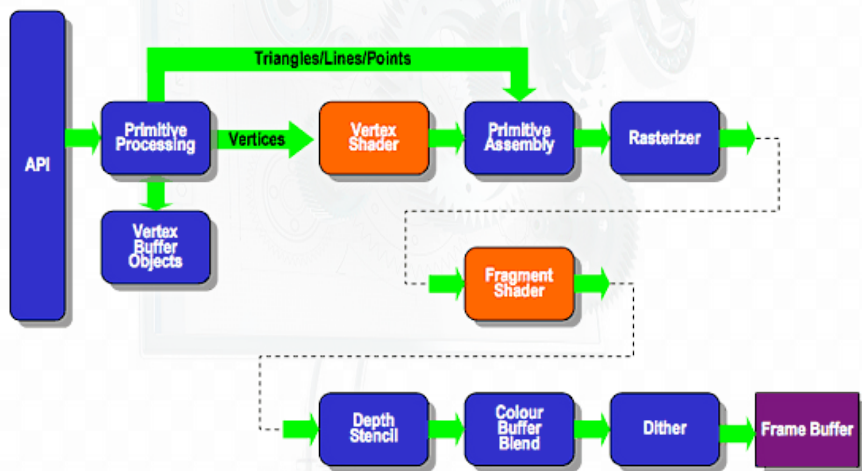 Triangles/Lines/Points
API
Primitive
Processing
Vertices
Vertex
Shader
Primitive
Assembly
Rasterizer
Vertex
Buffer
Objects
Fragment
Shader
Depth
Stencil
Colour
Buffer
Blend
Dither
Frame Buffer